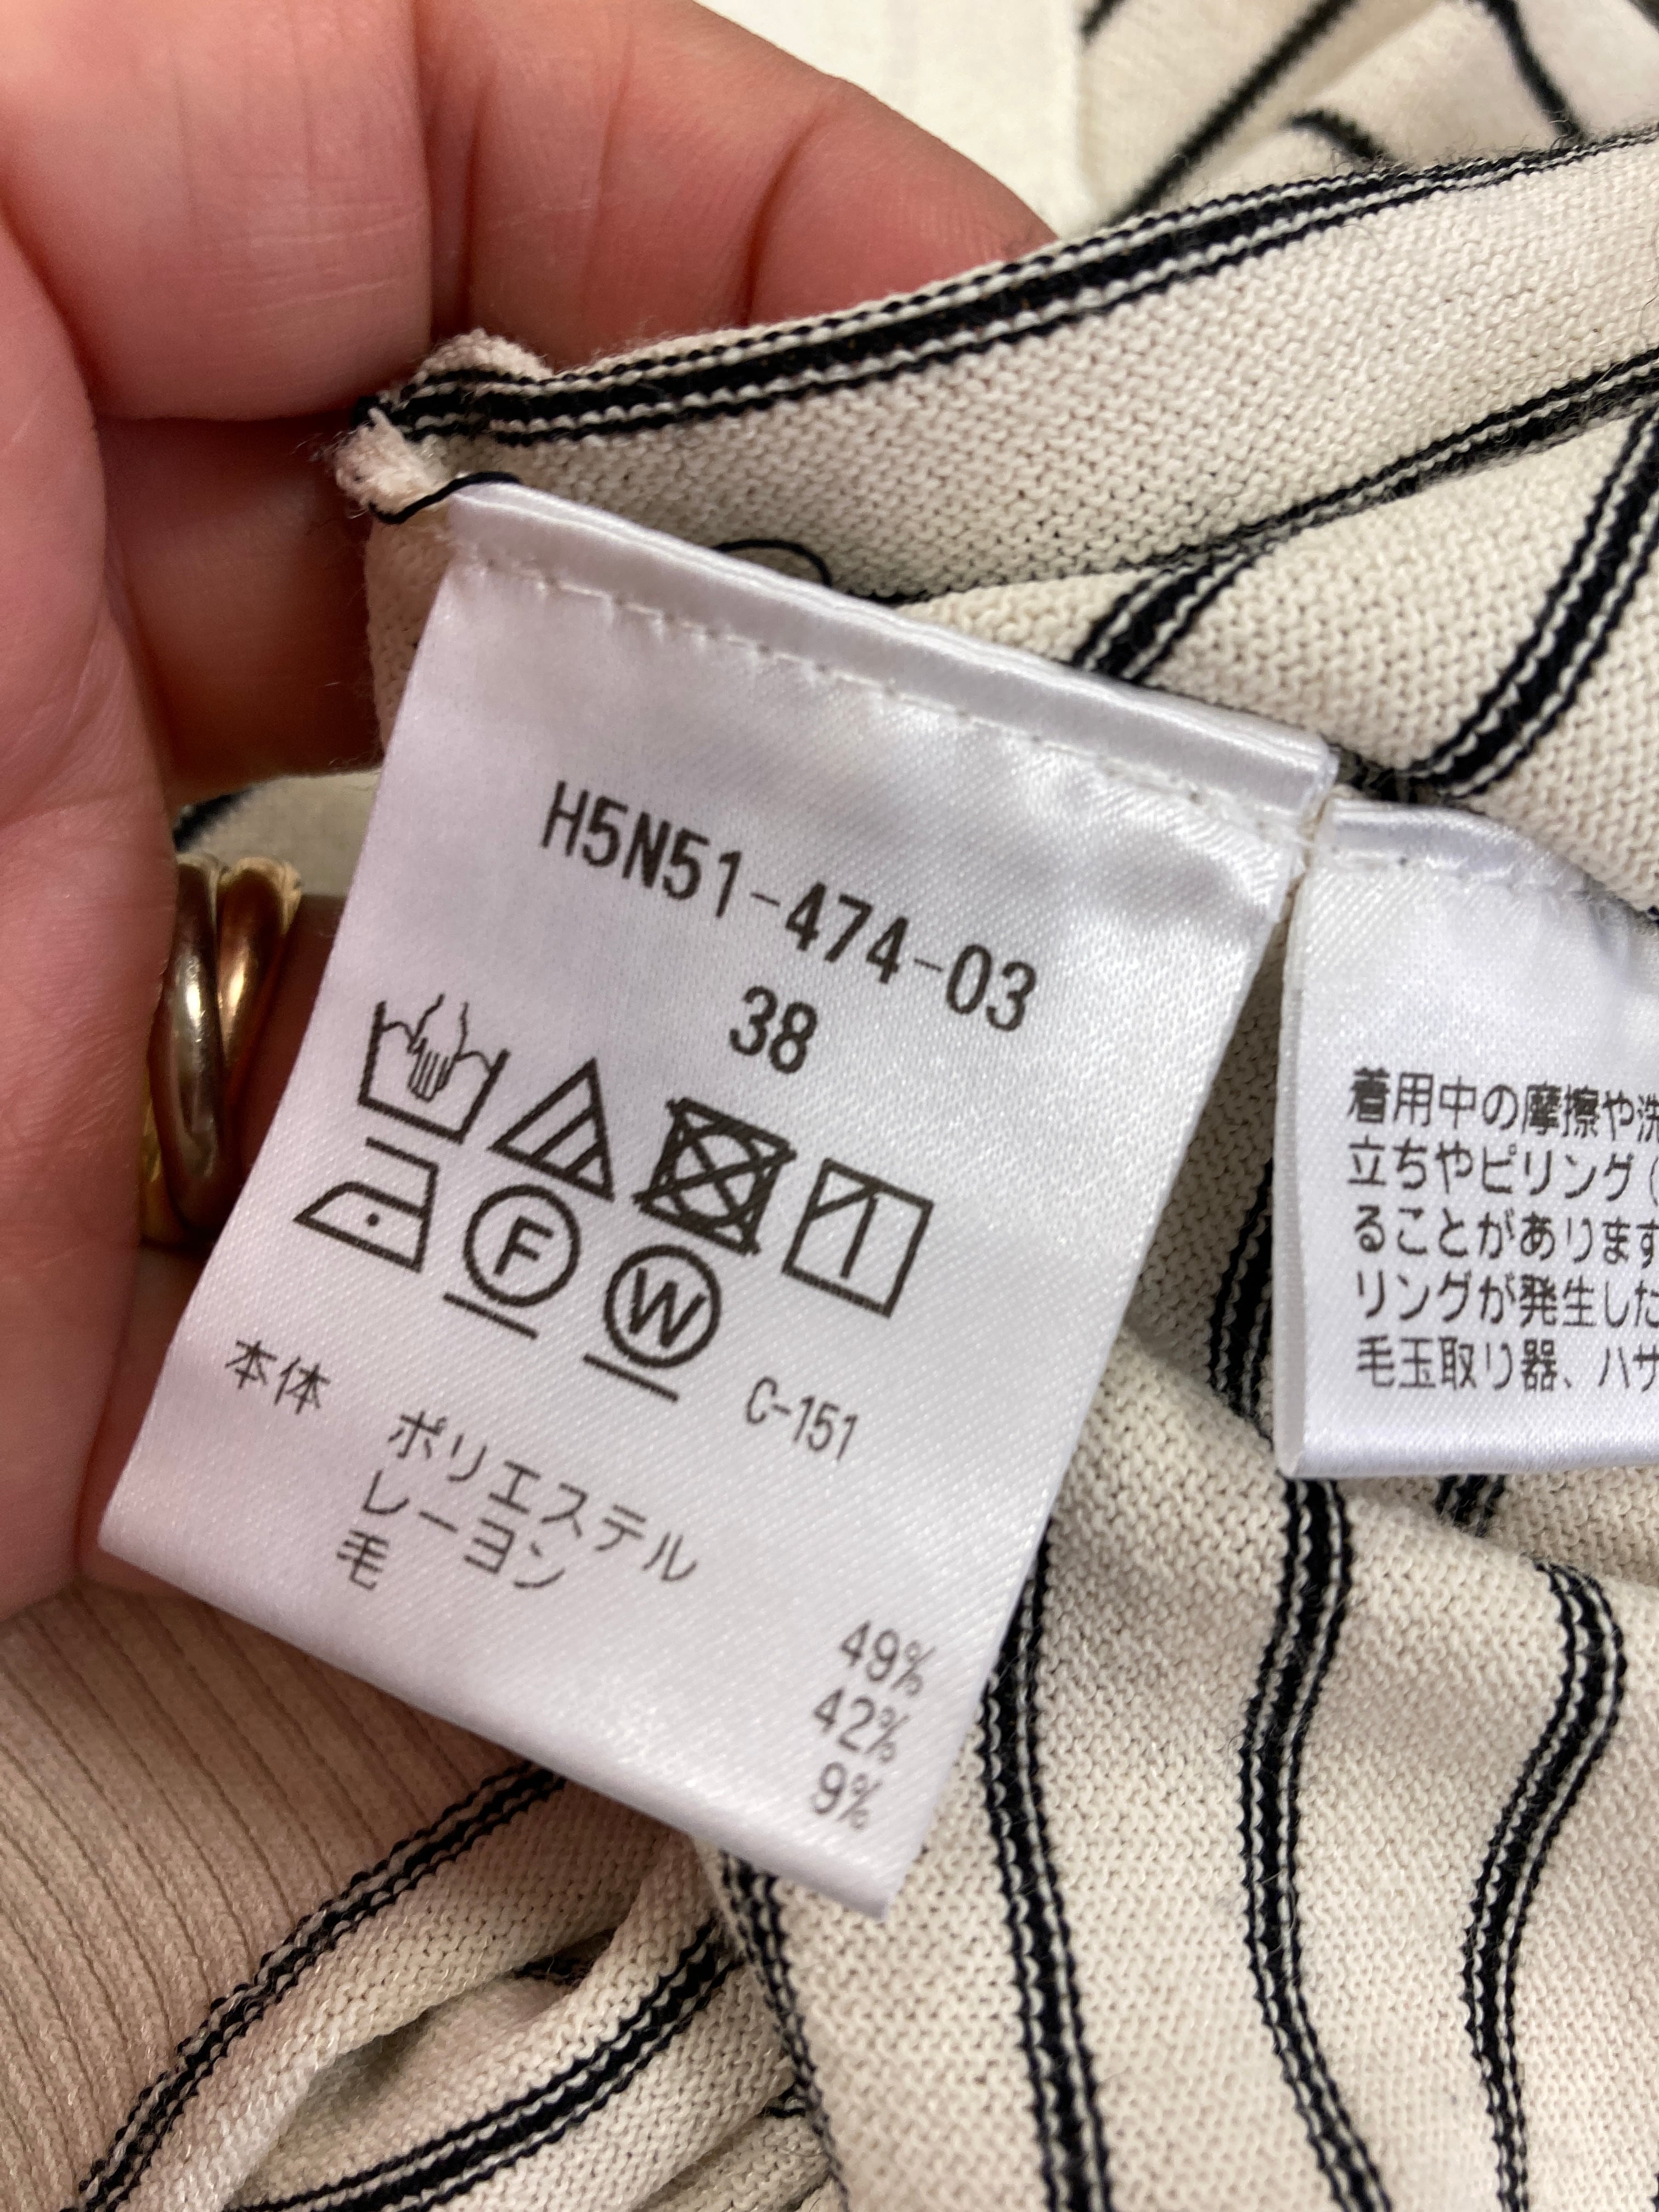 H5N51-474-03
38
F W
C-151
本体
ポリエステル 49%
レーヨン 42%
毛 9%
着用中の摩擦や洗
立ちやピリング(
ることがあります
リングが発生した
毛玉取り器、ハサ